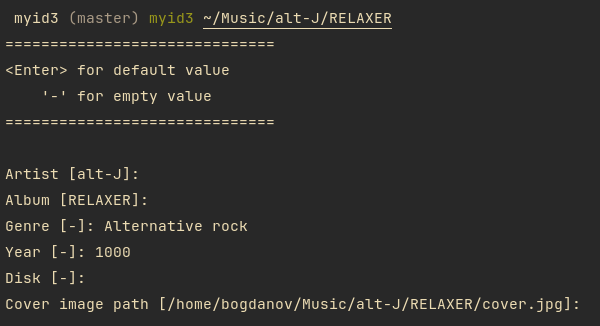 myid3 (master) myid3 ~/Music/alt-J/RELAXER
==============================
<Enter> for default value
'-' for empty value
==============================
Artist [alt-J]:
Album [RELAXER]:
Genre [-]: Alternative rock
Year [-]: 1000
Disk [-]:
Cover image path [/home/bogdanov/Music/alt-J/RELAXER/cover.jpg]: